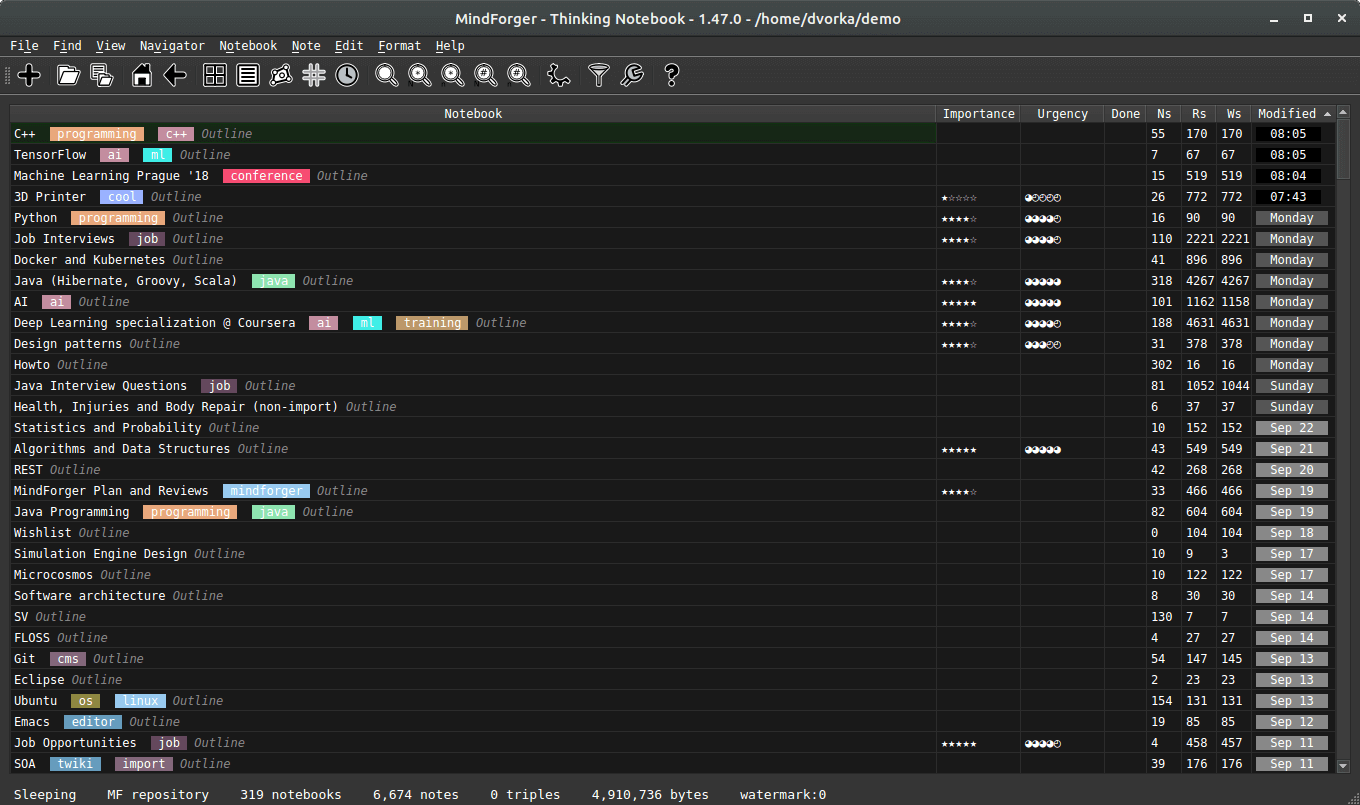 MindForger - Thinking Notebook - 1.47.0 - /home/dvorka/demo
File Find View Navigator Notebook Note Edit Format Help
Notebook Importance Urgency Done Ns Rs Ws Modified
C++ programming c++ Outline 55 170 170 08:05
TensorFlow ai ml Outline 7 67 67 08:05
Machine Learning Prague '18 conference Outline 15 519 519 08:04
3D Printer cool Outline ★☆☆☆☆ ◕◴◴◴◴ 26 772 772 07:43
Python programming Outline ★★★★☆ ◕◕◕◕◴ 16 90 90 Monday
Job Interviews job Outline ★★★★☆ ◕◕◕◕◴ 110 2221 2221 Monday
Docker and Kubernetes Outline 41 896 896 Monday
Java (Hibernate, Groovy, Scala) java Outline ★★★★☆ ◕◕◕◕◕ 318 4267 4267 Monday
AI ai Outline ★★★★★ ◕◕◕◕◕ 101 1162 1158 Monday
Deep Learning specialization @ Coursera ai ml training Outline ★★★★☆ ◕◕◕◕◴ 188 4631 4631 Monday
Design patterns Outline ★★★★☆ ◕◕◕◴◴ 31 378 378 Monday
Howto Outline 302 16 16 Monday
Java Interview Questions job Outline 81 1052 1044 Sunday
Health, Injuries and Body Repair (non-import) Outline 6 37 37 Sunday
Statistics and Probability Outline 10 152 152 Sep 22
Algorithms and Data Structures Outline ★★★★★ ◕◕◕◕◕ 43 549 549 Sep 21
REST Outline 42 268 268 Sep 20
MindForger Plan and Reviews mindforger Outline ★★★★☆ 33 466 466 Sep 19
Java Programming programming java Outline 82 604 604 Sep 19
Wishlist Outline 0 104 104 Sep 18
Simulation Engine Design Outline 10 9 3 Sep 17
Microcosmos Outline 10 122 122 Sep 17
Software architecture Outline 8 30 30 Sep 14
SV Outline 130 7 7 Sep 14
FLOSS Outline 4 27 27 Sep 14
Git cms Outline 54 147 145 Sep 13
Eclipse Outline 2 23 23 Sep 13
Ubuntu os linux Outline 154 131 131 Sep 13
Emacs editor Outline 19 85 85 Sep 12
Job Opportunities job Outline ★★★★★ ◕◕◕◕◴ 4 458 457 Sep 11
SOA twiki import Outline 39 176 176 Sep 11
Sleeping MF repository 319 notebooks 6,674 notes 0 triples 4,910,736 bytes watermark:0